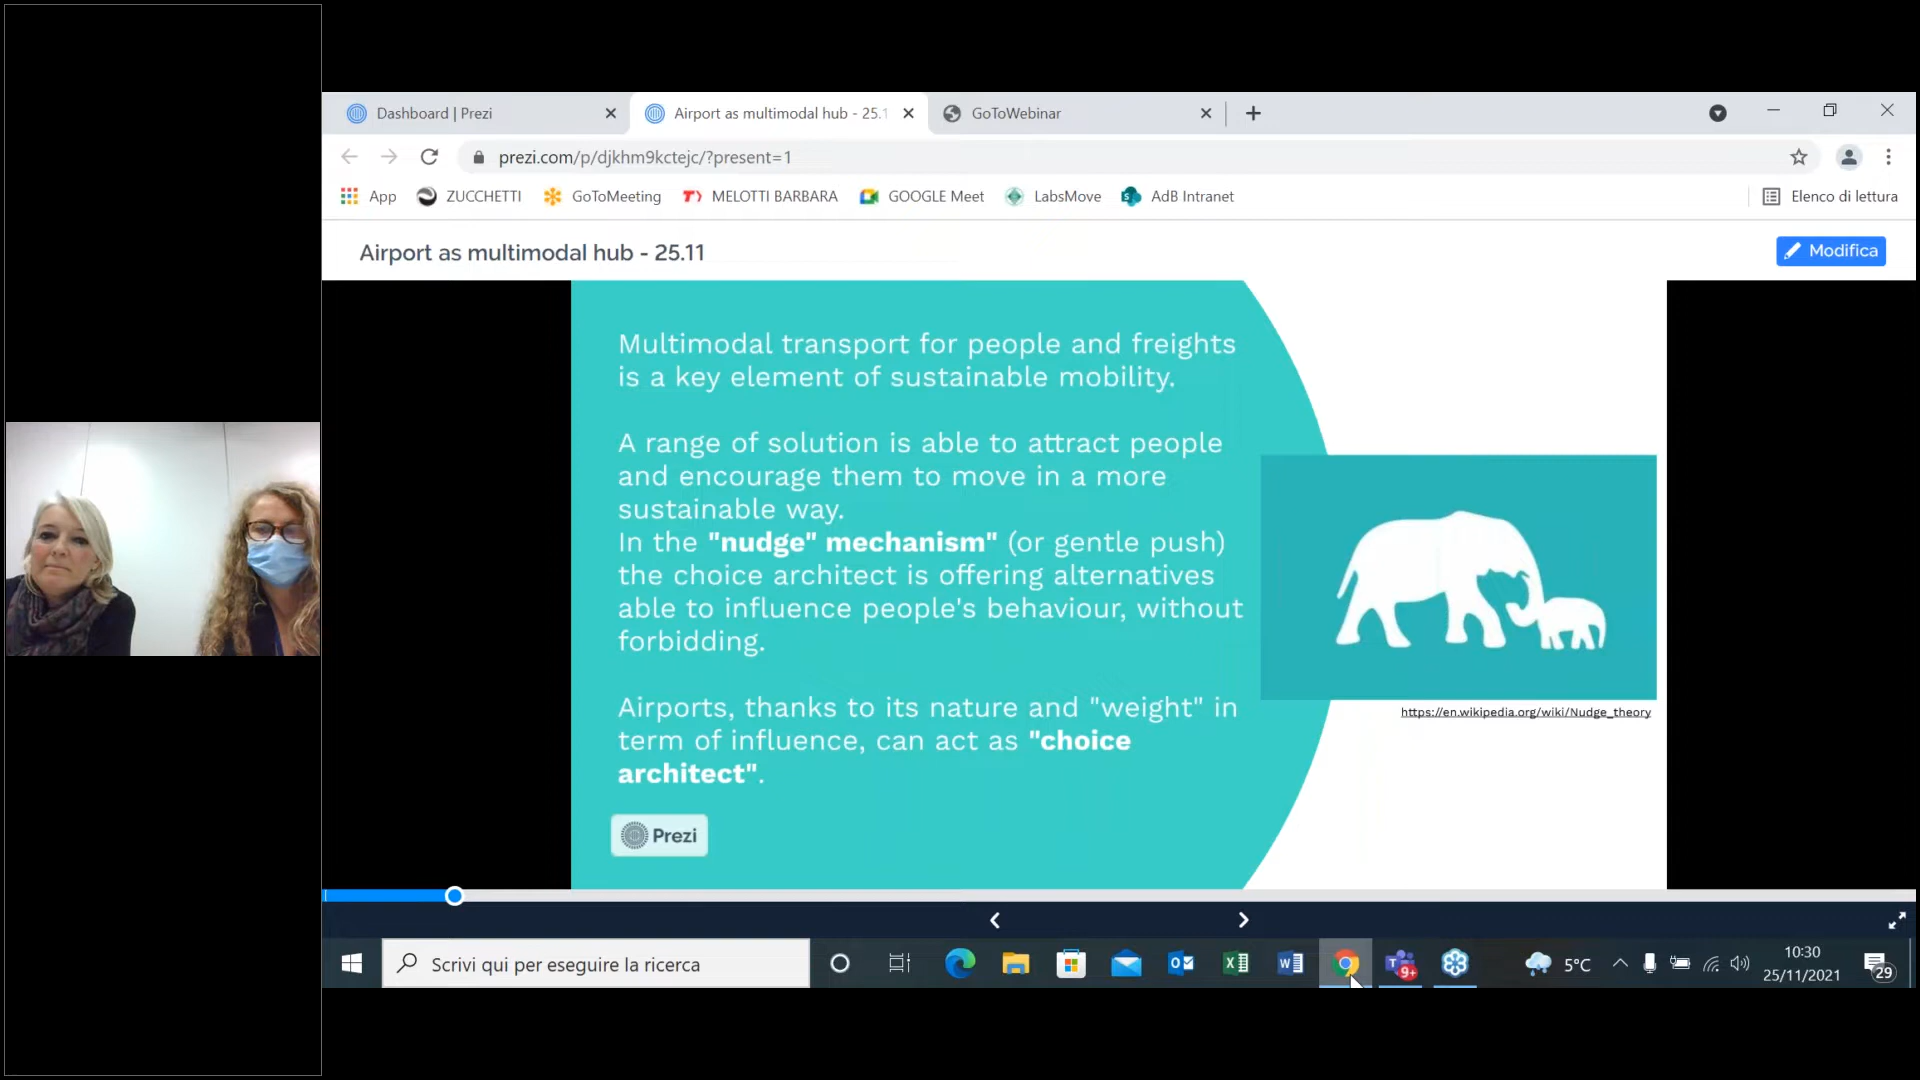 Dashboard | Prezi
Airport as multimodal hub - 25.1
GoToWebinar
prezi.com/p/djkhm9kctejc/?present=1
App
ZUCCHETTI
GoToMeeting
MELOTTI BARBARA
GOOGLE Meet
LabsMove
AdB Intranet
Elenco di lettura
Airport as multimodal hub - 25.11
Modifica
Multimodal transport for people and freights
is a key element of sustainable mobility.
A range of solution is able to attract people
and encourage them to move in a more
sustainable way.
In the "nudge" mechanism" (or gentle push)
the choice architect is offering alternatives
able to influence people's behaviour, without
forbidding.
Airports, thanks to its nature and "weight" in
term of influence, can act as "choice
architect".
https://en.wikipedia.org/wiki/Nudge_theory
Prezi
Scrivi qui per eseguire la ricerca
9+
5°C
10:30
25/11/2021
29